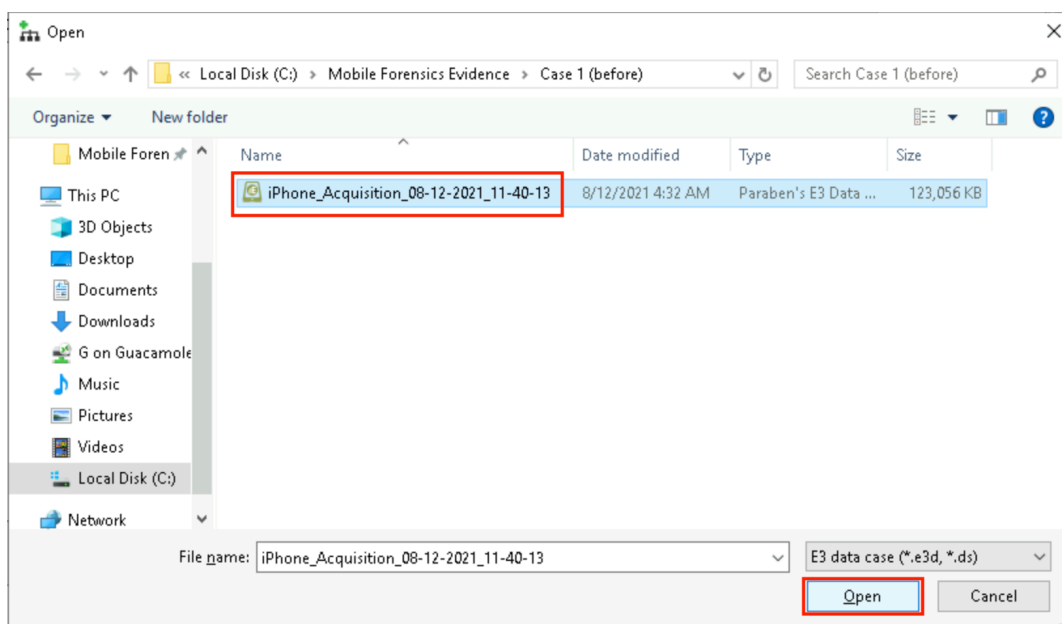 Open
« Local Disk (C:) > Mobile Forensics Evidence > Case 1 (before)
Search Case 1 (before)
Organize
New folder
Name
Date modified
Type
Size
iPhone_Acquisition_08-12-2021_11-40-13
8/12/2021 4:32 AM
Paraben's E3 Data ...
123,056 KB
Mobile Foren
This PC
3D Objects
Desktop
Documents
Downloads
G on Guacamole
Music
Pictures
Videos
Local Disk (C:)
Network
File name: iPhone_Acquisition_08-12-2021_11-40-13
E3 data case (*.e3d, *.ds)
Open
Cancel